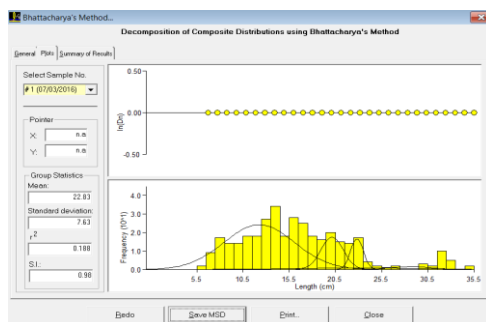 Bhattacharya's Method...
Decomposition of Composite Distributions using Bhattacharya's Method
General Plots Summary of Results
Select Sample No.
# 1 (07/03/2016)
Pointer
X: n.a
Y: n.a
Group Statistics
Mean:
22.83
Standard deviation:
7.63
r²
0.188
S.I.:
0.98
ln(Dn)
0.50
0.00
-0.50
Frequency (10^1)
4.0
3.0
2.0
1.0
0.0
5.5 10.5 15.5 20.5 25.5 30.5 35.5
Length (cm)
Redo Save MSD Print... Close